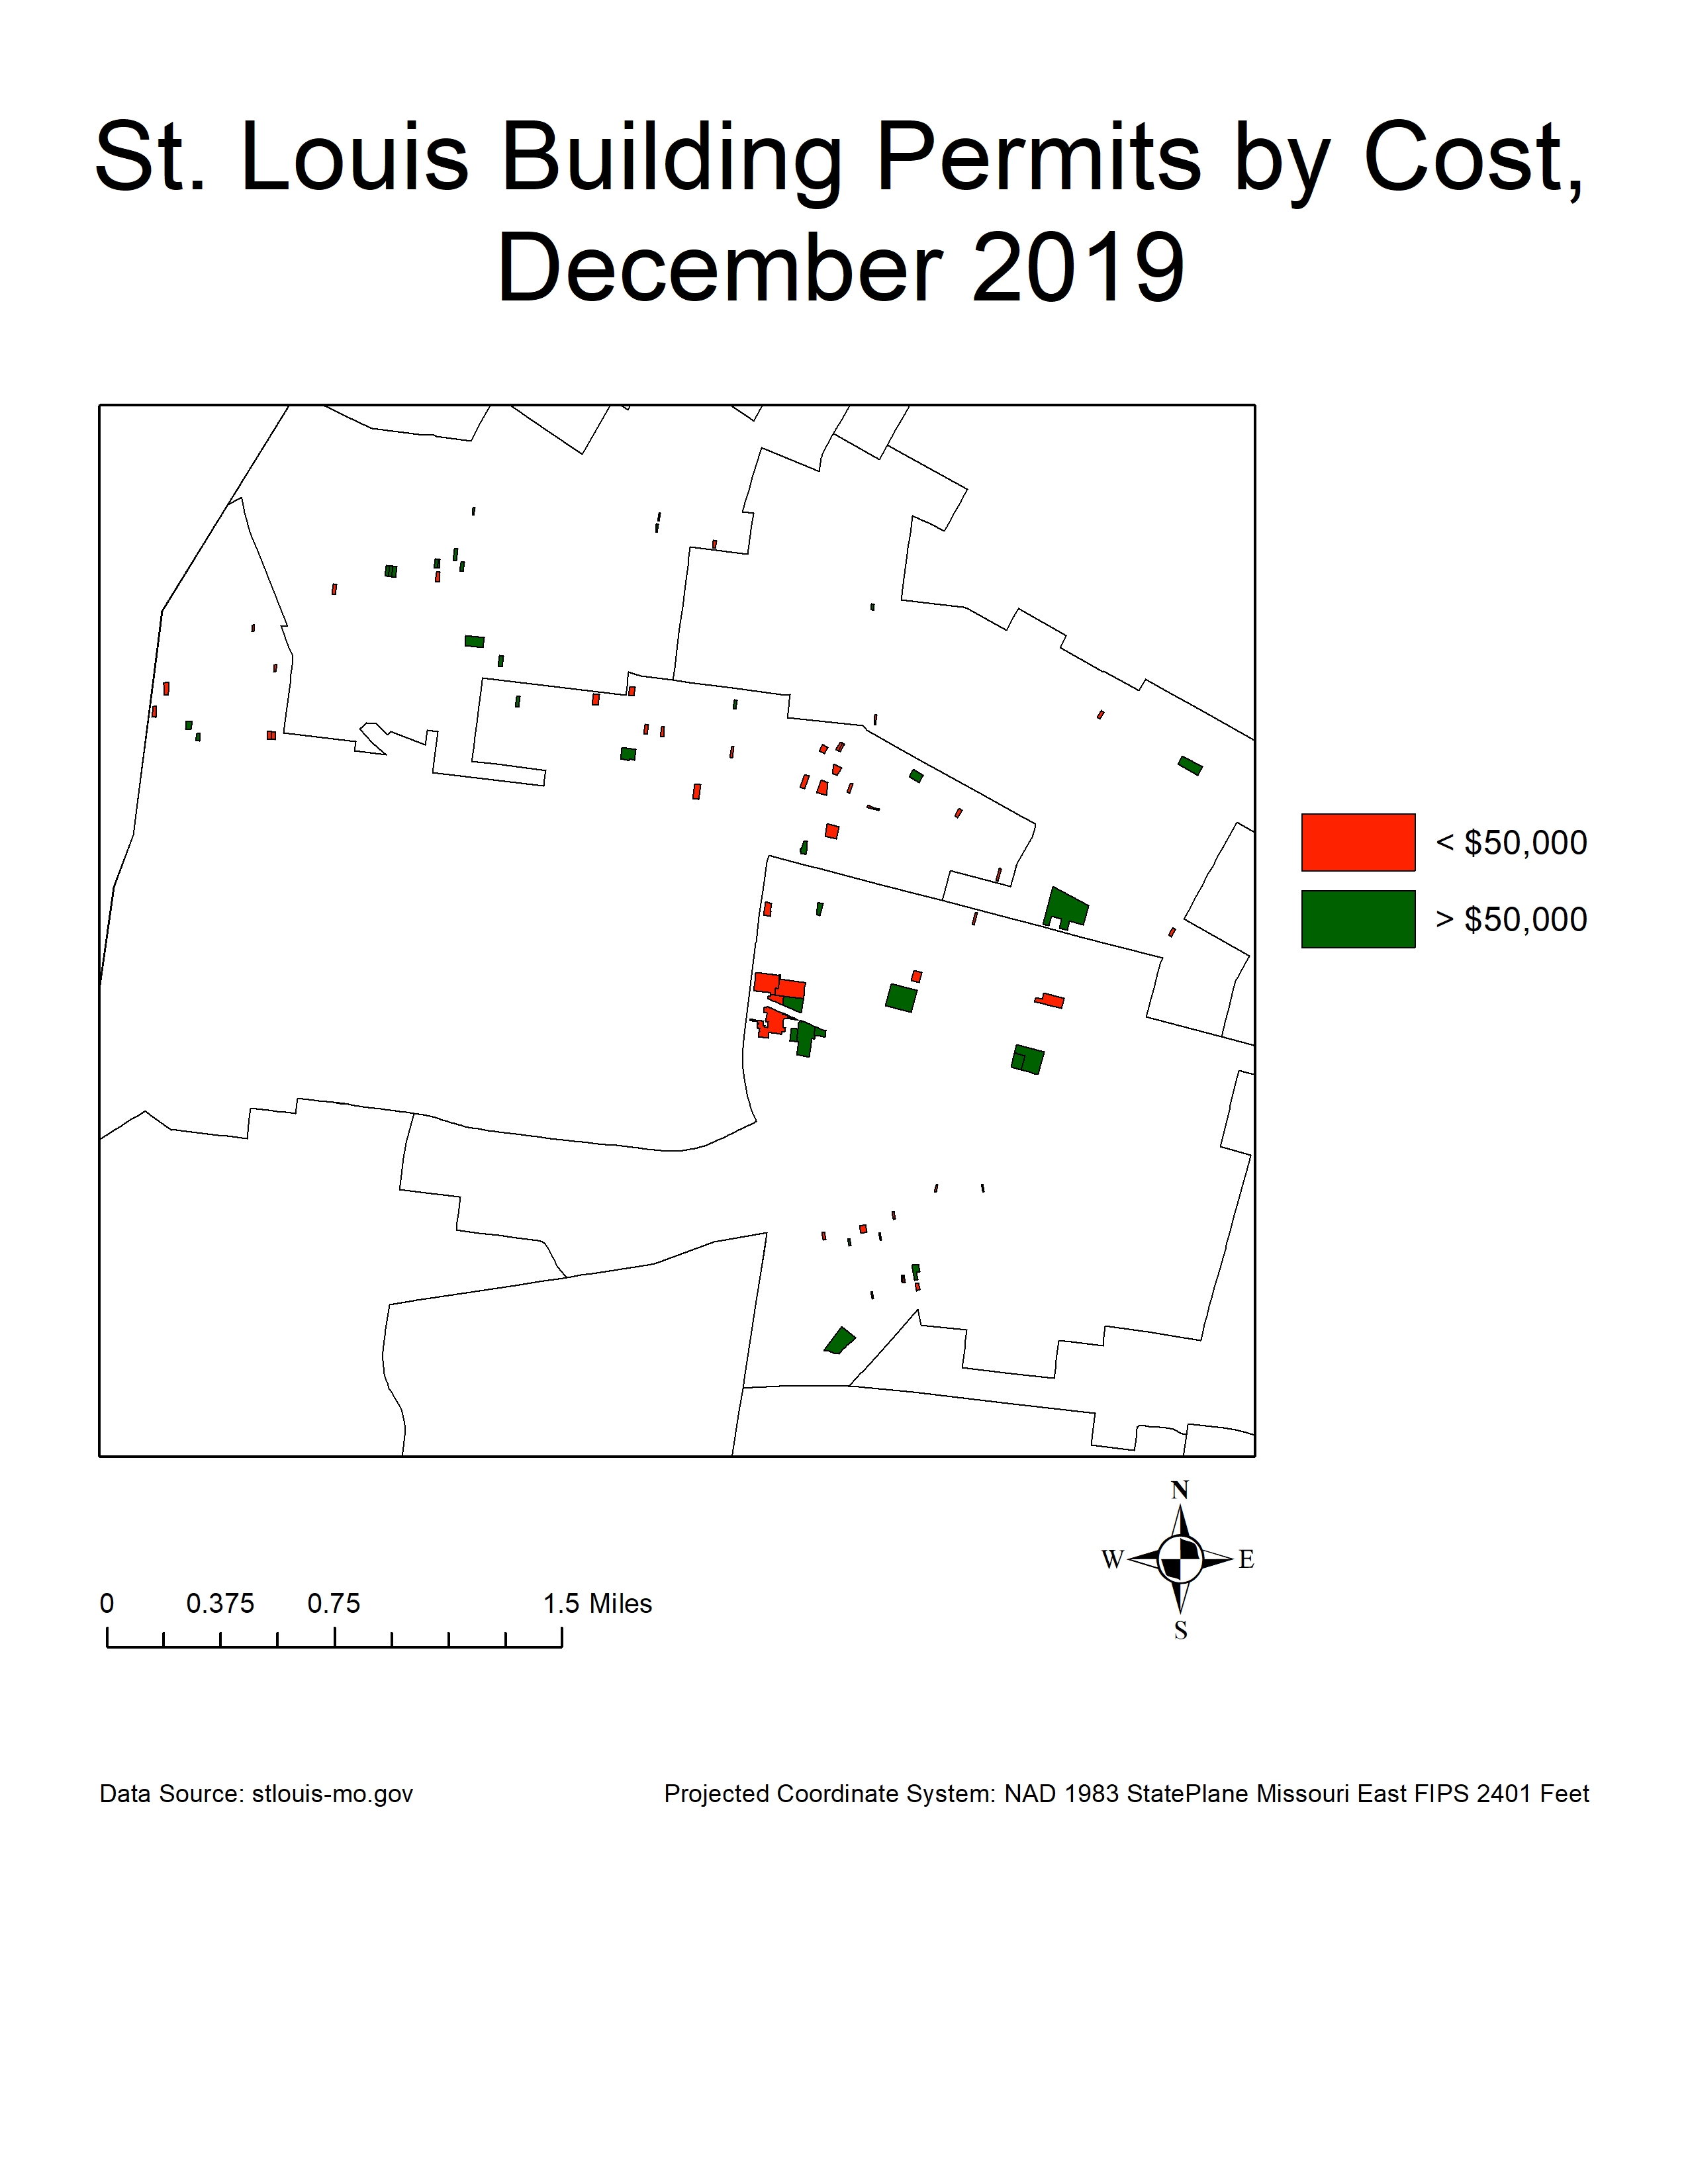 St. Louis Building Permits by Cost,
December 2019
< $50,000
> $50,000
N
W E
S
0 0.375 0.75 1.5 Miles
Data Source: stlouis-mo.gov
Projected Coordinate System: NAD 1983 StatePlane Missouri East FIPS 2401 Feet